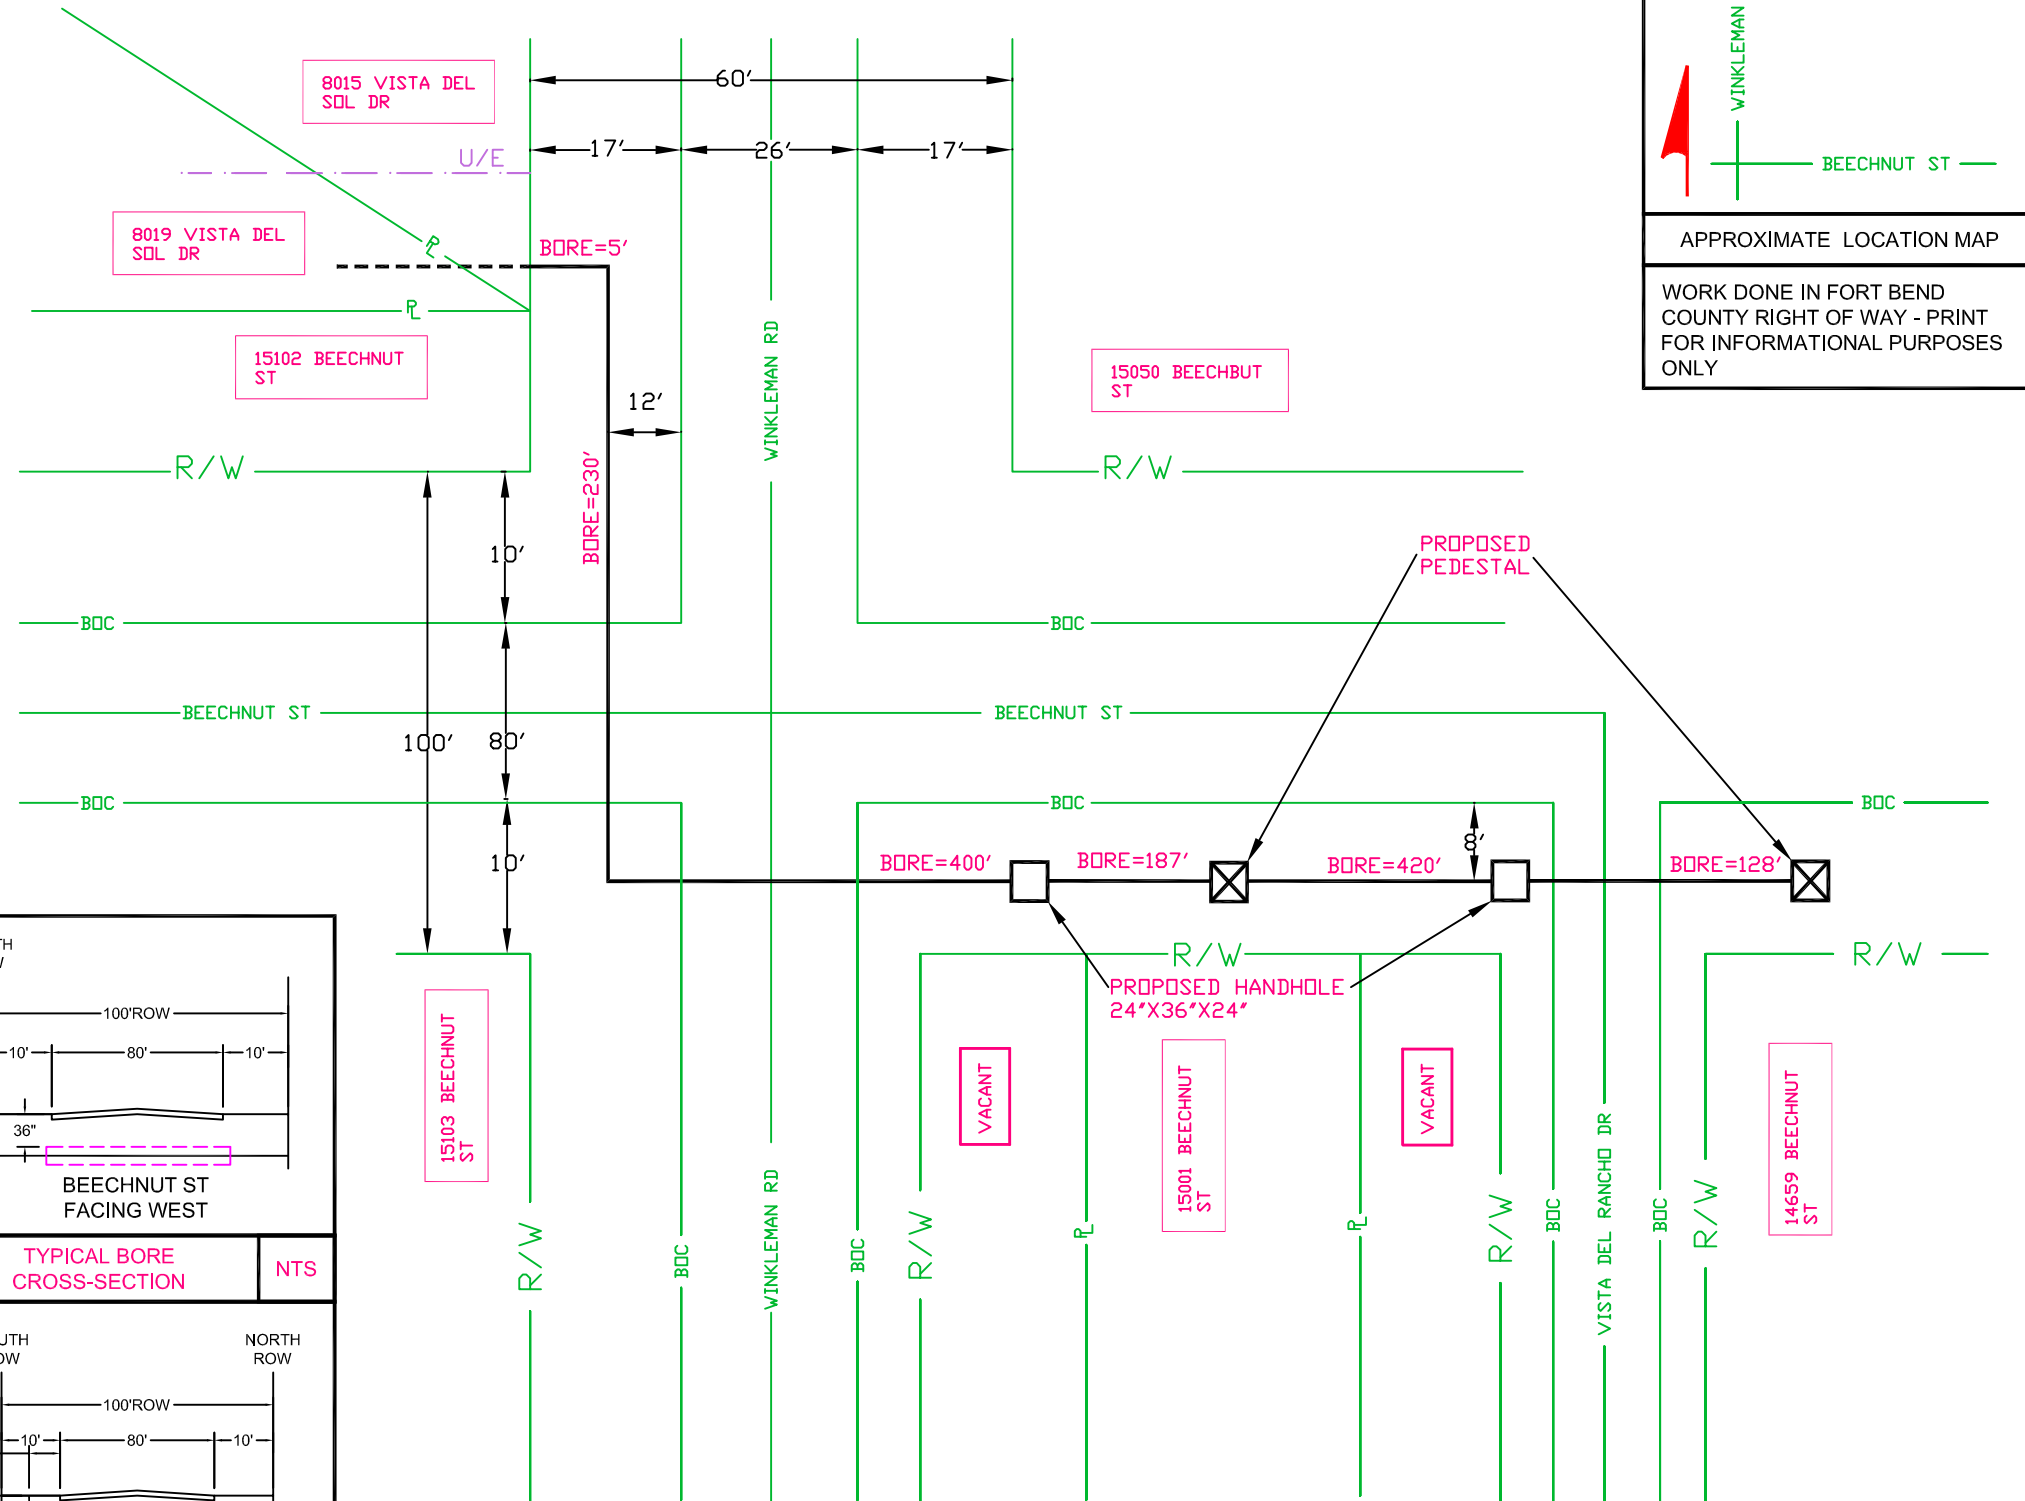 8015 VISTA DEL
SOL DR
U/E
8019 VISTA DEL
SOL DR
15102 BEECHNUT
ST
60'
17'
26'
17'
BORE=5'
PL
PL
12'
BORE=230'
WINKLEMAN RD
15050 BEECHBUT
ST
R/W
R/W
10'
BOC
BOC
BEECHNUT ST
BEECHNUT ST
100'
80'
BOC
BOC
BOC
10'
8'
PROPOSED
PEDESTAL
BORE=400'
BORE=187'
BORE=420'
BORE=128'
R/W
R/W
PROPOSED HANDHOLE
24"X36"X24"
15103 BEECHNUT
ST
VACANT
15001 BEECHNUT
ST
VACANT
14659 BEECHNUT
ST
R/W
BOC
WINKLEMAN RD
BOC
R/W
PL
PL
R/W
BOC
VISTA DEL RANCHO DR
BOC
R/W
WINKLEMAN
BEECHNUT ST
APPROXIMATE LOCATION MAP
WORK DONE IN FORT BEND
COUNTY RIGHT OF WAY - PRINT
FOR INFORMATIONAL PURPOSES
ONLY
100'ROW
10'
80'
10'
36"
BEECHNUT ST
FACING WEST
TYPICAL BORE
CROSS-SECTION
NTS
NORTH
ROW
100'ROW
10'
80'
10'